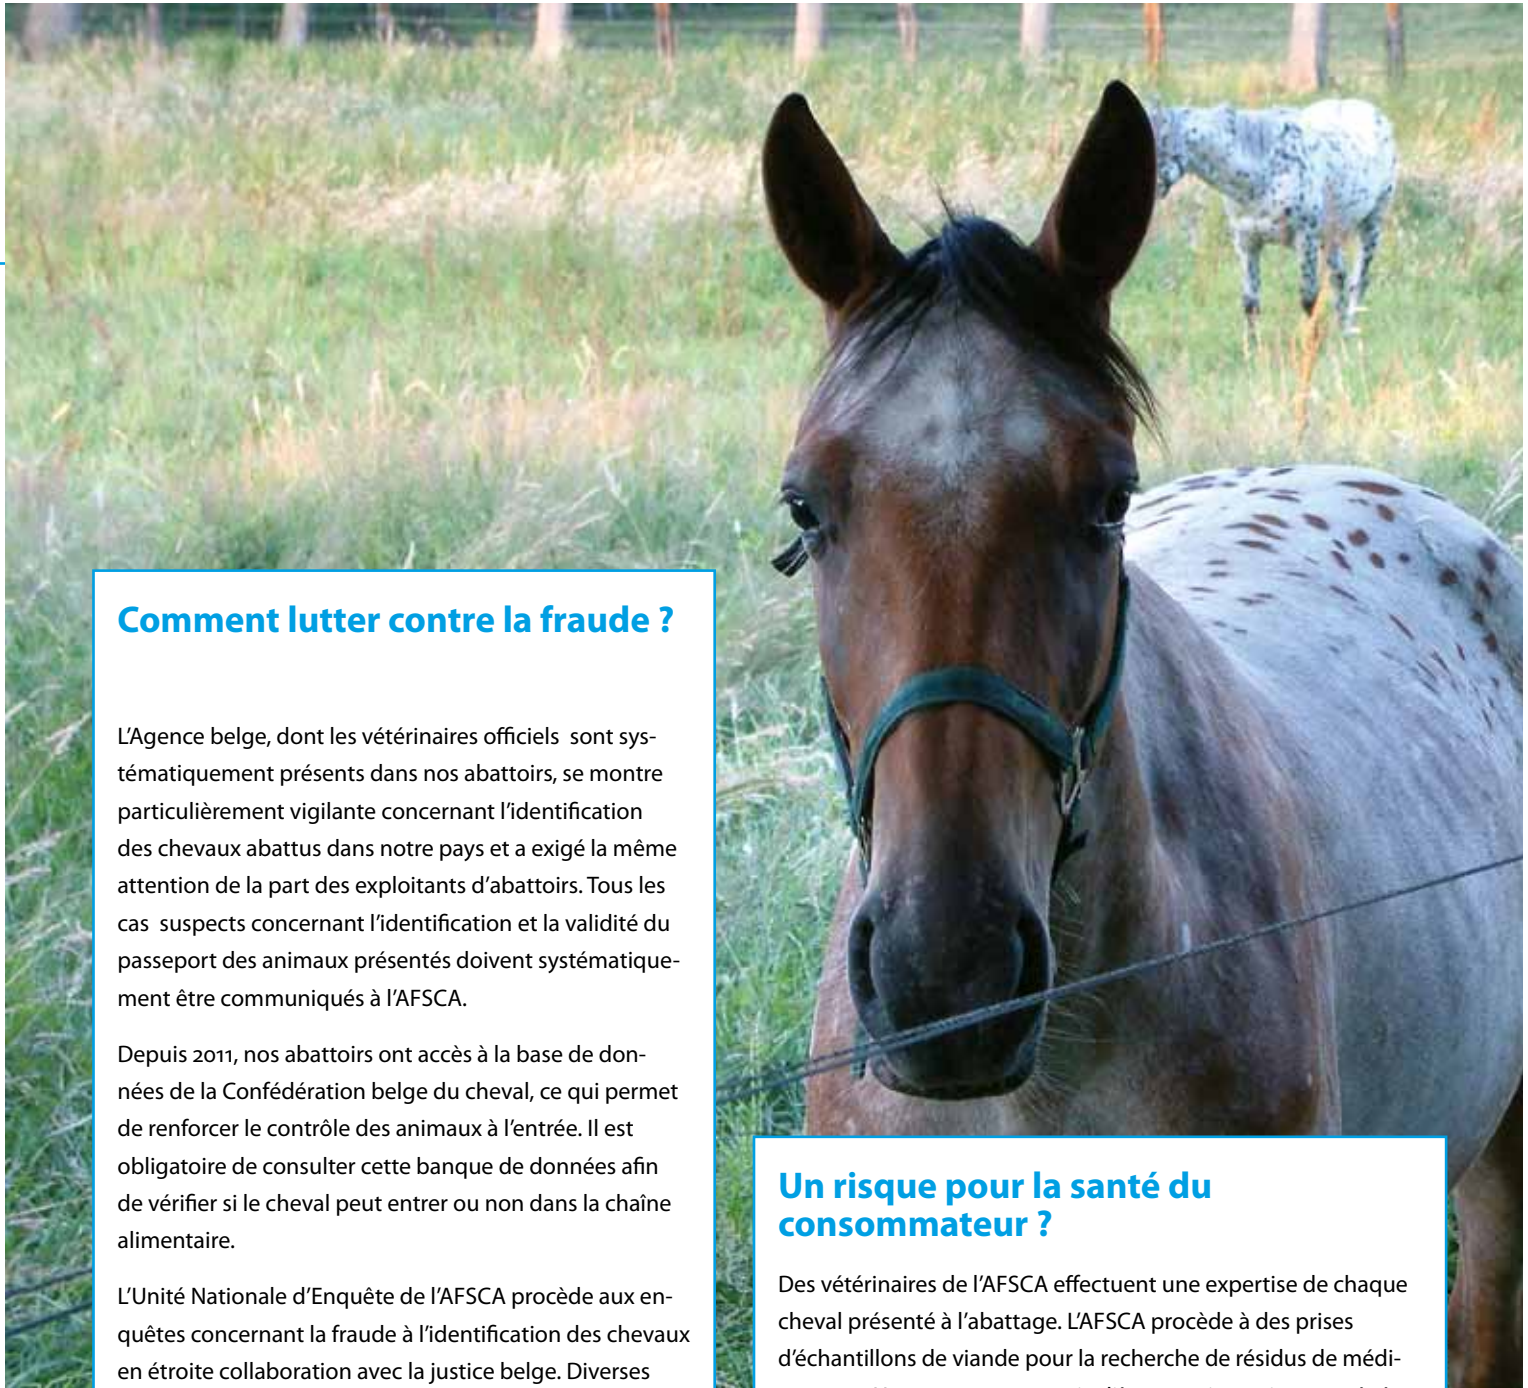 Comment lutter contre la fraude ?
L’Agence belge, dont les vétérinaires officiels  sont sys-
tématiquement présents dans nos abattoirs, se montre
particulièrement vigilante concernant l’identification
des chevaux abattus dans notre pays et a exigé la même
attention de la part des exploitants d’abattoirs. Tous les
cas  suspects concernant l’identification et la validité du
passeport des animaux présentés doivent systématique-
ment être communiqués à l’AFSCA.
Depuis 2011, nos abattoirs ont accès à la base de don-
nées de la Confédération belge du cheval, ce qui permet
de renforcer le contrôle des animaux à l’entrée. Il est
obligatoire de consulter cette banque de données afin
de vérifier si le cheval peut entrer ou non dans la chaîne
alimentaire.
L’Unité Nationale d’Enquête de l’AFSCA procède aux en-
quêtes concernant la fraude à l’identification des chevaux
en étroite collaboration avec la justice belge. Diverses
Un risque pour la santé du
consommateur ?
Des vétérinaires de l’AFSCA effectuent une expertise de chaque
cheval présenté à l’abattage. L’AFSCA procède à des prises
d’échantillons de viande pour la recherche de résidus de médi-